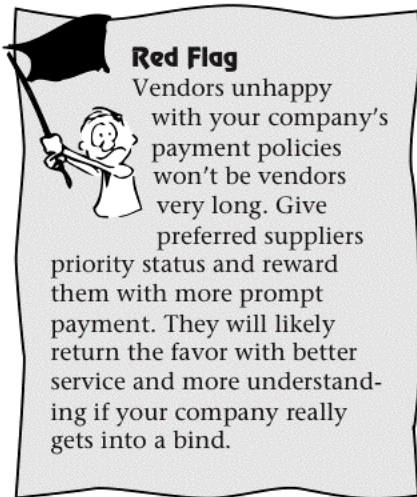 Red Flag
Vendors unhappy
with your company's
payment policies
won't be vendors
very long. Give
preferred suppliers
priority status and reward
them with more prompt
payment. They will likely
return the favor with better
service and more understand-
ing if your company really
gets into a bind.